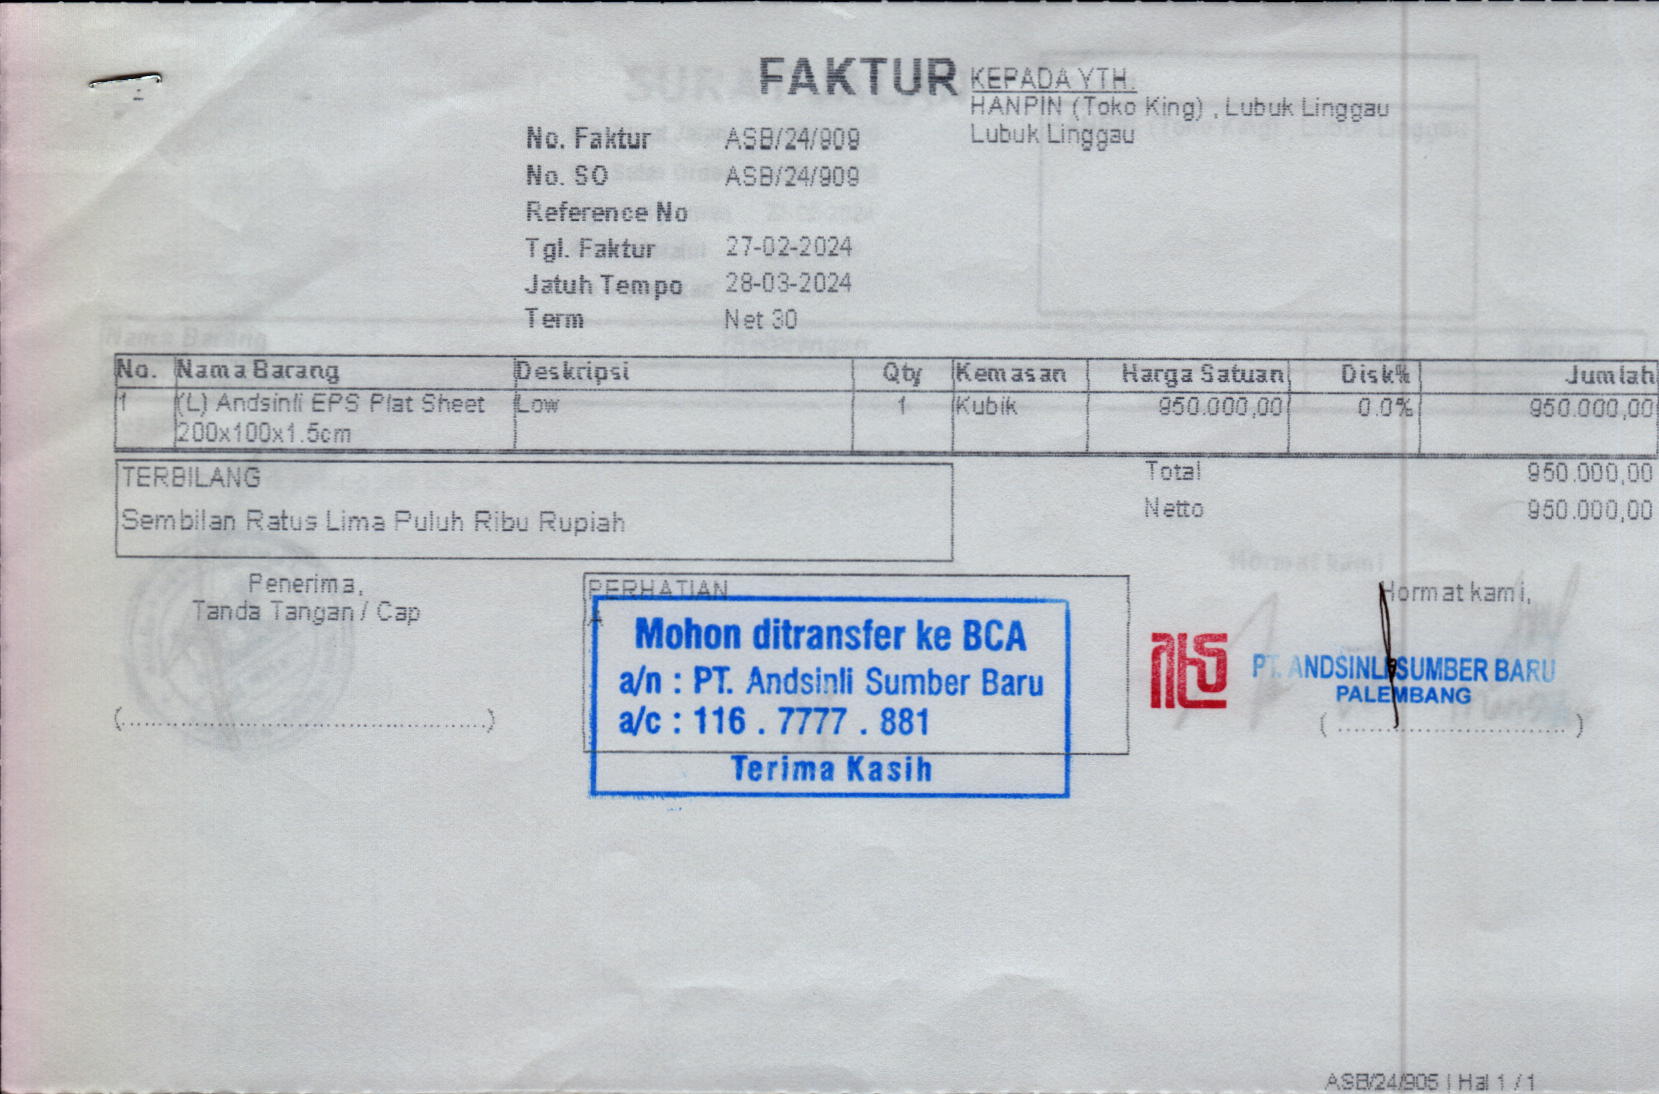 FAKTUR
KEPADA YTH.
HANPIN (Toko King) , Lubuk Linggau
Lubuk Linggau
No. Faktur ASB/24/909
No. SO ASB/24/909
Reference No
Tgl. Faktur 27-02-2024
Jatuh Tempo 28-03-2024
Term Net 30
No. Nama Barang Deskripsi Qty Kemasan Harga Satuan Disk% Jumlah
1 (L) Andsinli EPS Plat Sheet Low 1 Kubik 950.000,00 0.0% 950.000,00
200x100x1.5cm
TERBILANG
Sembilan Ratus Lima Puluh Ribu Rupiah
Total 950.000,00
Netto 950.000,00
Penerima,
Tanda Tangan / Cap
(........................................)
PERHATIAN
A
Mohon ditransfer ke BCA
a/n : PT. Andsinli Sumber Baru
a/c : 116 . 7777 . 881
Terima Kasih
Hormat kami,
PT. ANDSINLI SUMBER BARU
PALEMBANG
( .............................. )
ASB/24/905 | Hal 1 / 1